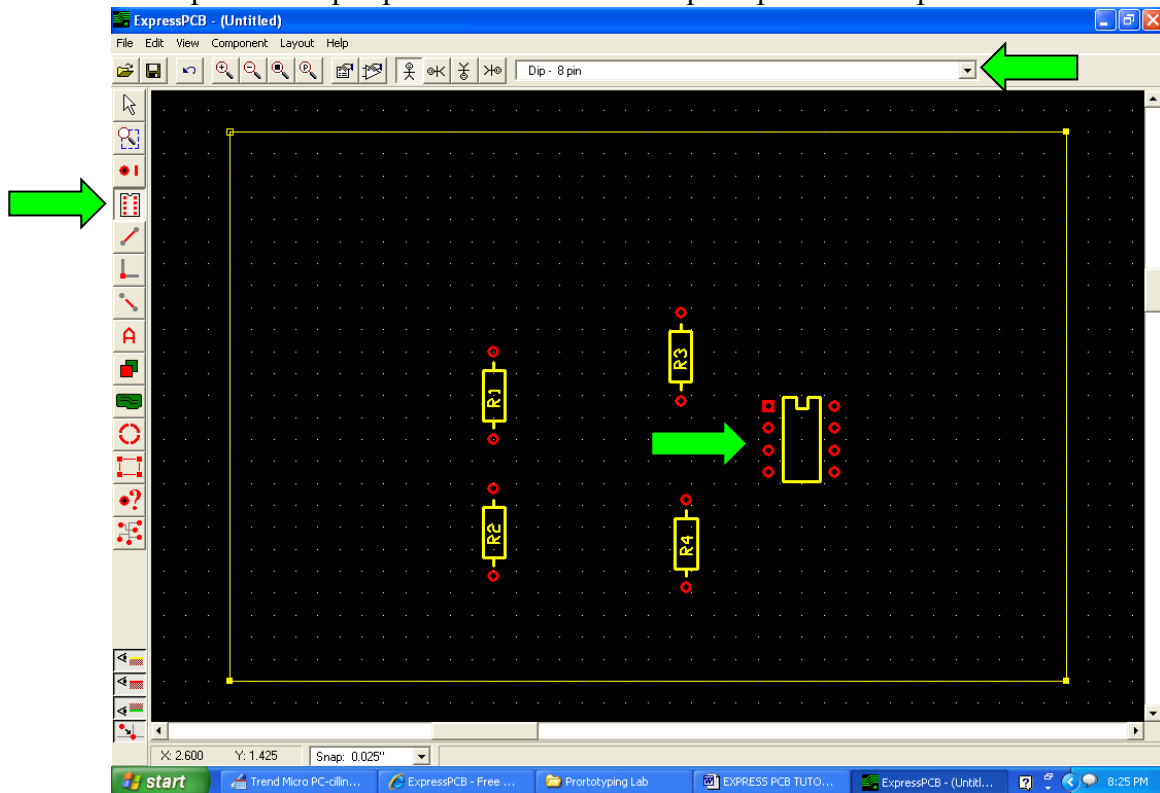 ExpressPCB - (Untitled)
File Edit View Component Layout Help
Dip - 8 pin
A
R3
R1
R2
R4
?
X: 2.600 Y: 1.425 Snap: 0.025"
start Trend Micro PC-cillin... ExpressPCB - Free ... Prortotyping Lab EXPRESS PCB TUTO... ExpressPCB - (Untitl... 8:25 PM